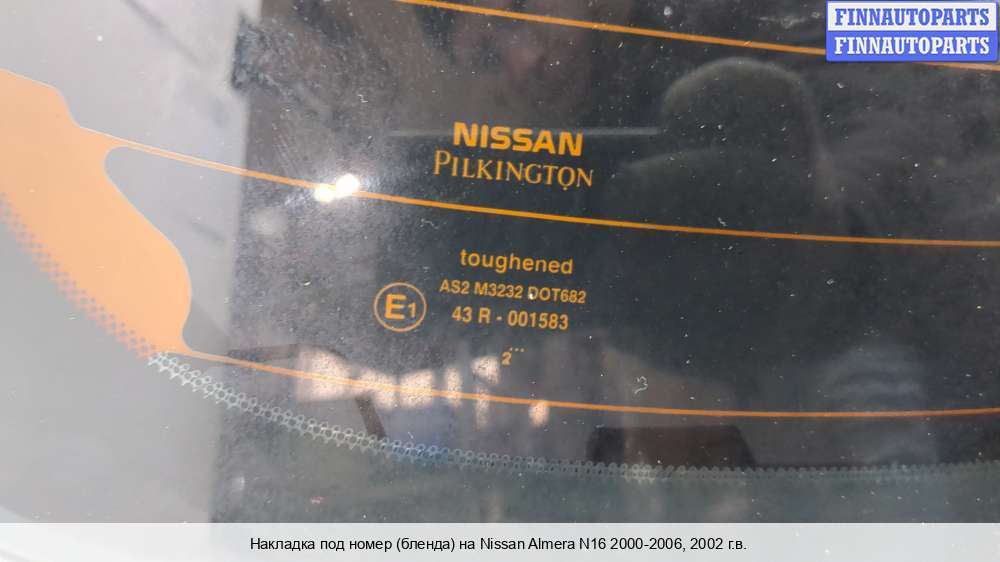 FINNAUTOPARTS
FINNAUTOPARTS
NISSAN
PILKINGTON
toughened
AS2 M3232 DOT682
E1
43 R - 001583
2
Накладка под номер (бленда) на Nissan Almera N16 2000-2006, 2002 г.в.